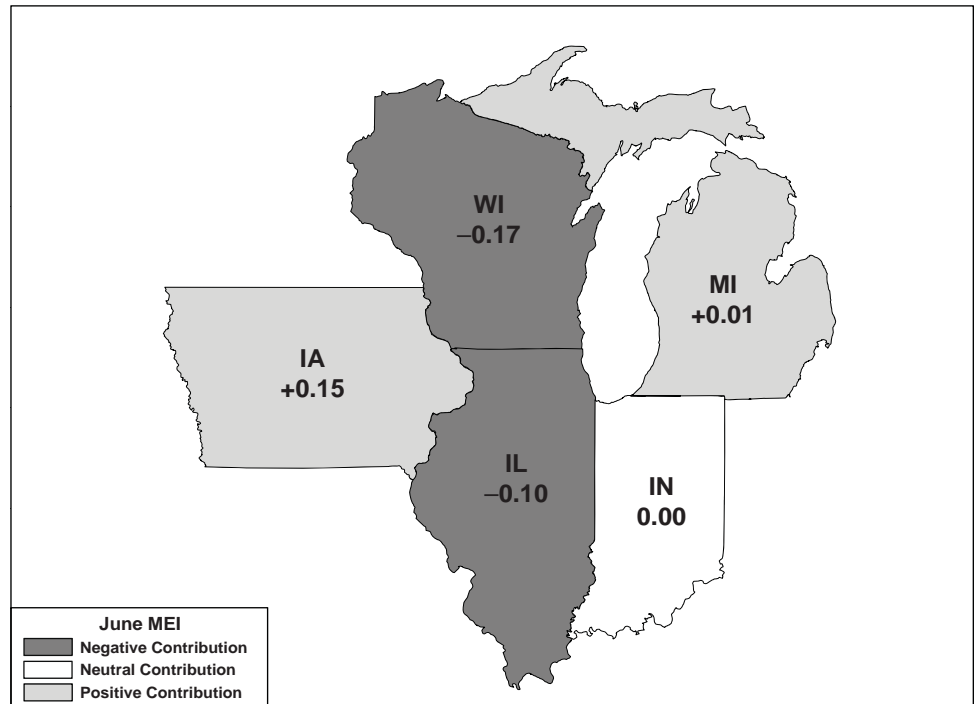 WI
–0.17
MI
+0.01
IA
+0.15
IL
–0.10
IN
0.00
June MEI
Negative Contribution
Neutral Contribution
Positive Contribution